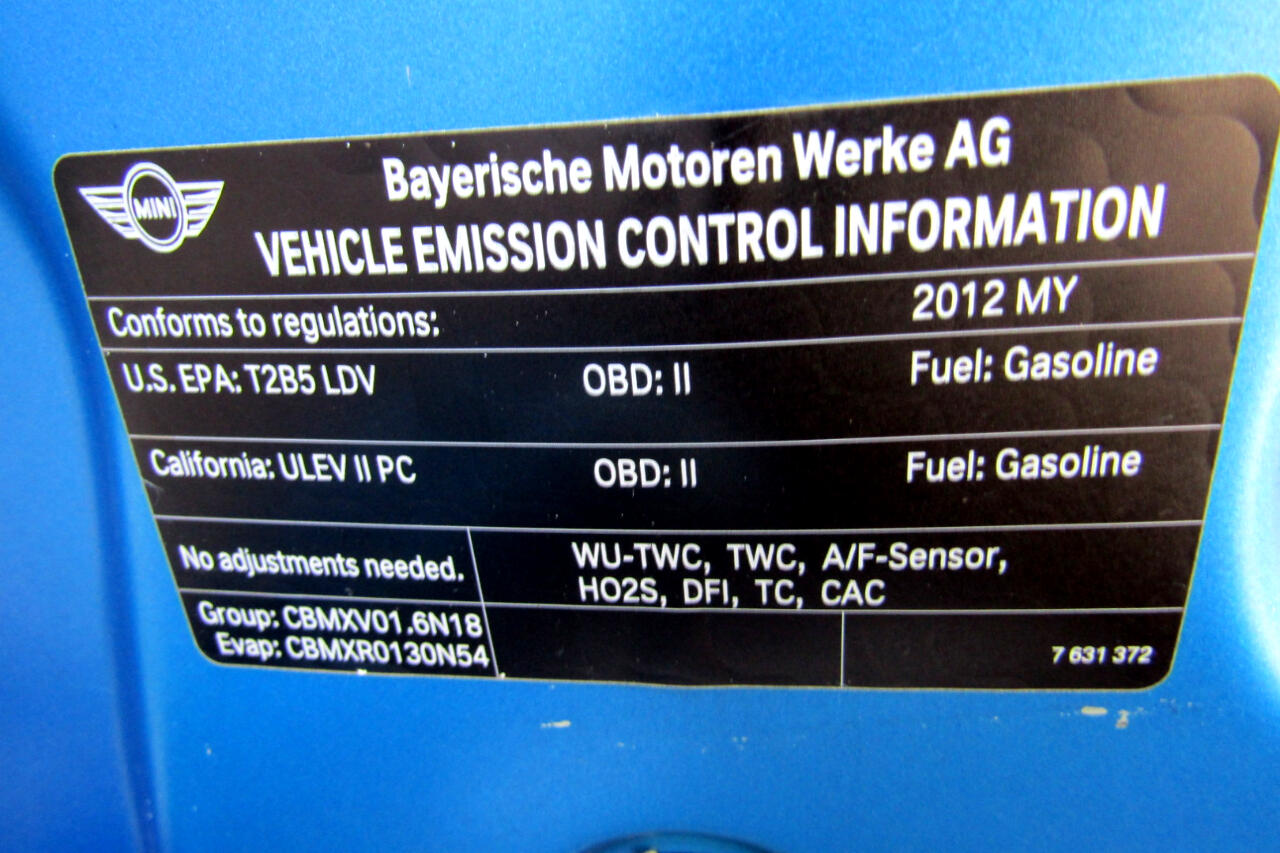 MINI
Bayerische Motoren Werke AG
VEHICLE EMISSION CONTROL INFORMATION
Conforms to regulations: 2012 MY
U.S. EPA: T2B5 LDV OBD: II Fuel: Gasoline
California: ULEV II PC OBD: II Fuel: Gasoline
No adjustments needed.
WU-TWC, TWC, A/F-Sensor,
HO2S, DFI, TC, CAC
Group: CBMXV01.6N18
Evap: CBMXR0130N54
7 631 372